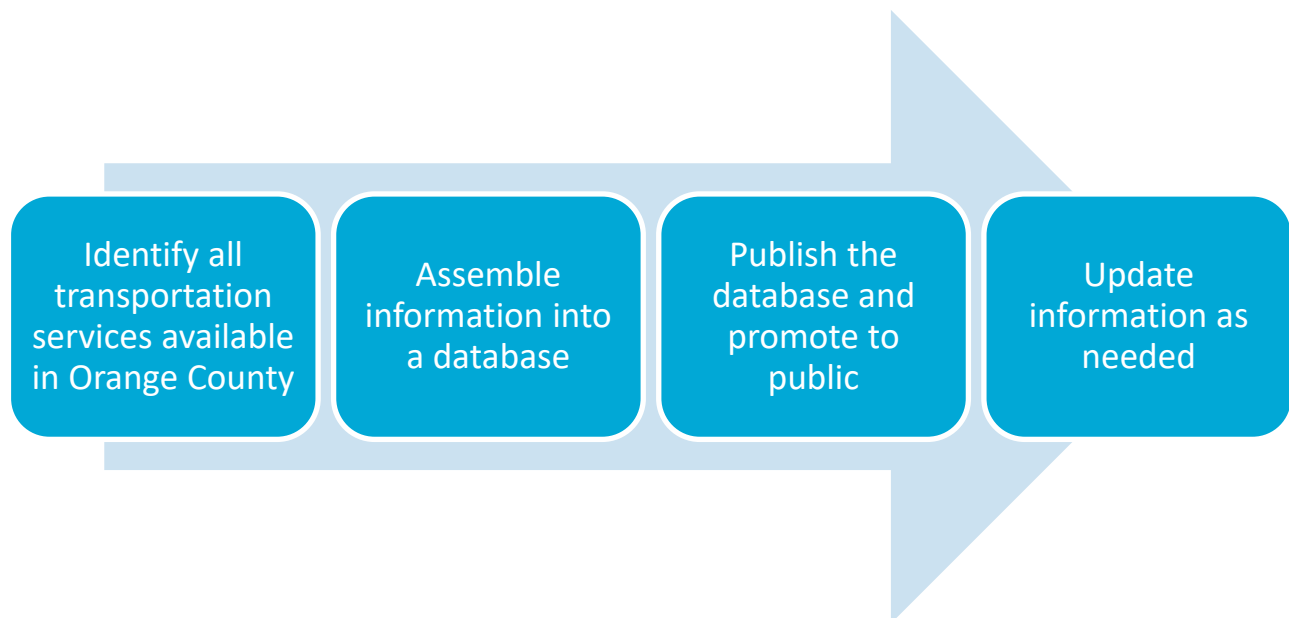 Identify all
transportation
services available
in Orange County
Assemble
information into
a database
Publish the
database and
promote to
public
Update
information as
needed